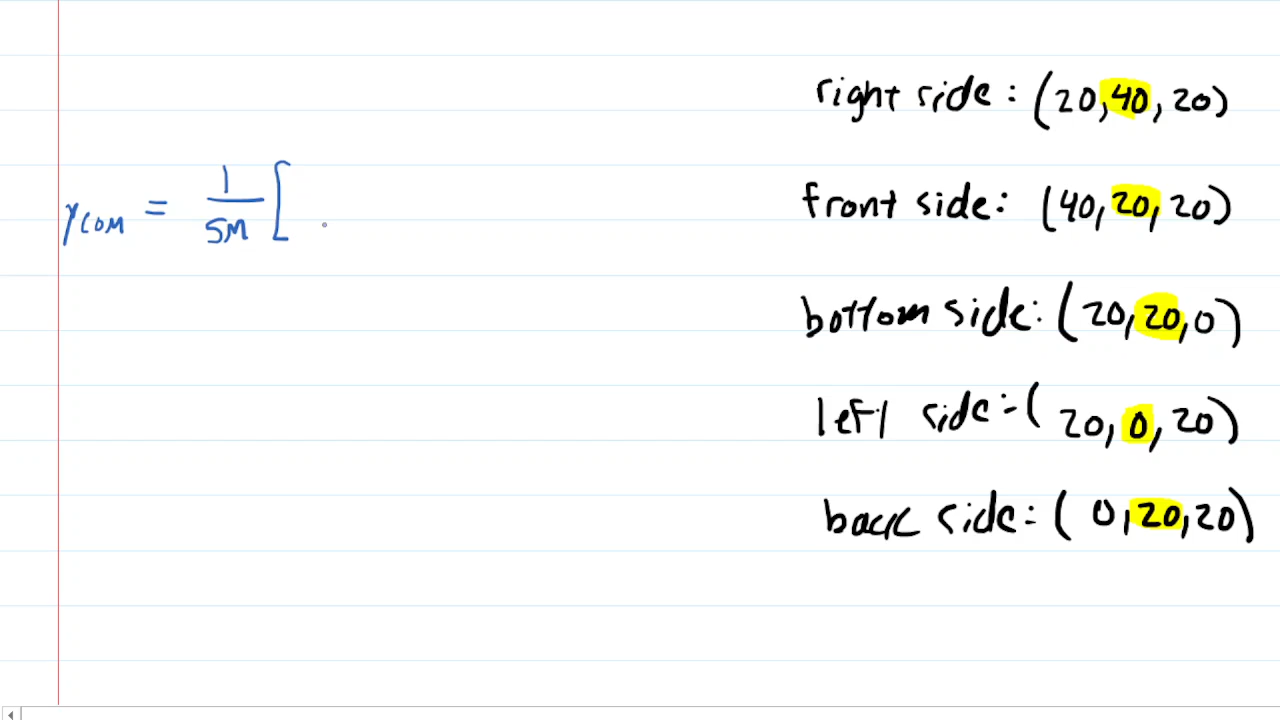 right side: (20, 40, 20)
yCOM = 1/5M [
front side: (40, 20, 20)
bottom side: (20, 20, 0)
left side: (20, 0, 20)
back side: (0, 20, 20)